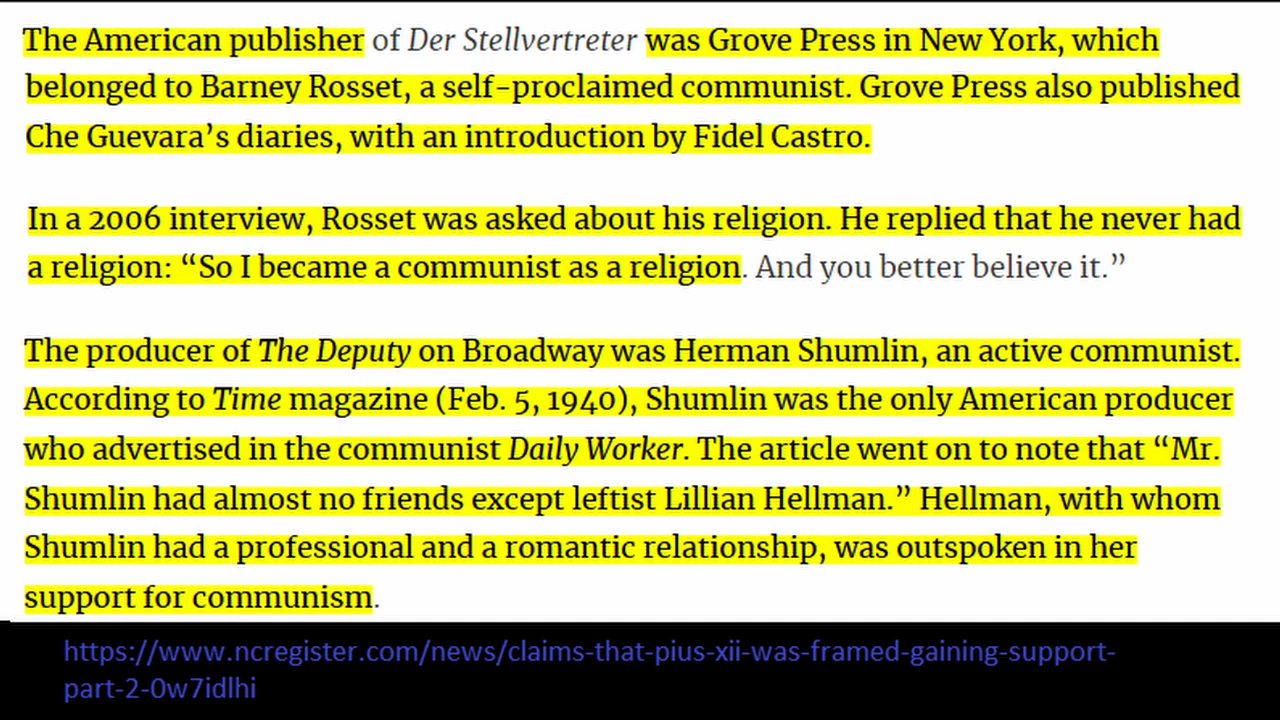 The American publisher of Der Stellvertreter was Grove Press in New York, which
belonged to Barney Rosset, a self-proclaimed communist. Grove Press also published
Che Guevara’s diaries, with an introduction by Fidel Castro.
In a 2006 interview, Rosset was asked about his religion. He replied that he never had
a religion: “So I became a communist as a religion. And you better believe it.”
The producer of The Deputy on Broadway was Herman Shumlin, an active communist.
According to Time magazine (Feb. 5, 1940), Shumlin was the only American producer
who advertised in the communist Daily Worker. The article went on to note that “Mr.
Shumlin had almost no friends except leftist Lillian Hellman.” Hellman, with whom
Shumlin had a professional and a romantic relationship, was outspoken in her
support for communism.
https://www.ncregister.com/news/claims-that-pius-xii-was-framed-gaining-support-
part-2-0w7idlhi